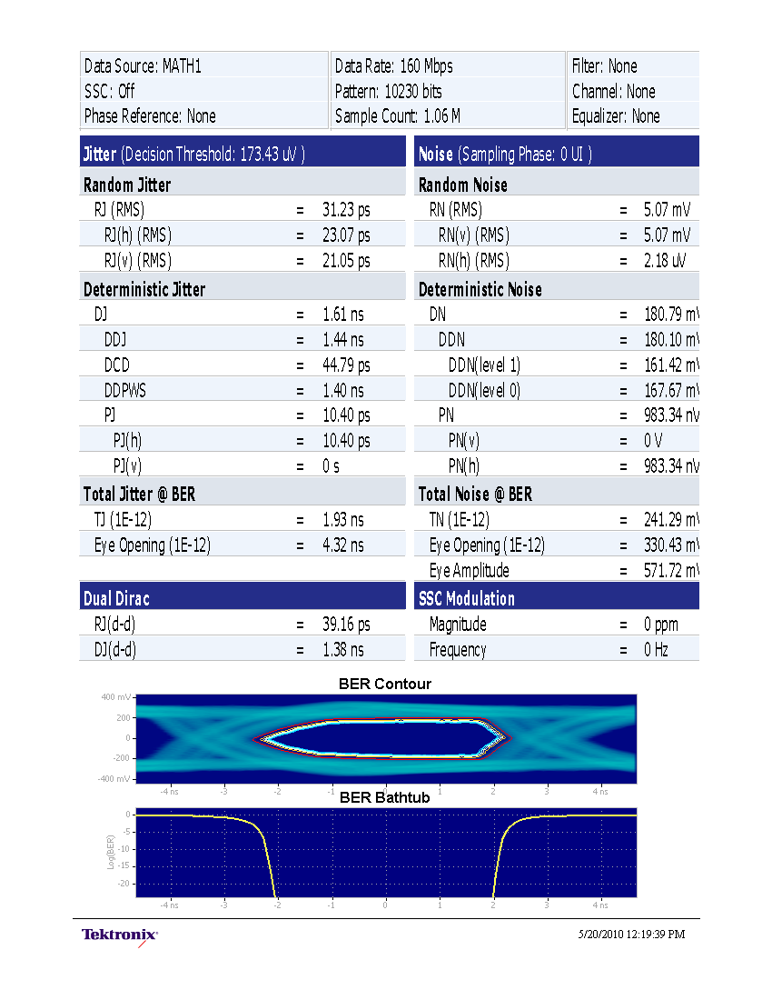 Data Source: MATH1
Data Rate: 160 Mbps
Filter: None
SSC: Off
Pattern: 10230 bits
Channel: None
Phase Reference: None
Sample Count: 1.06 M
Equalizer: None
Jitter (Decision Threshold: 173.43 uV )
Random Jitter
RJ (RMS) = 31.23 ps
RJ(h) (RMS) = 23.07 ps
RJ(v) (RMS) = 21.05 ps
Deterministic Jitter
DJ = 1.61 ns
DDJ = 1.44 ns
DCD = 44.79 ps
DDPWS = 1.40 ns
PJ = 10.40 ps
PJ(h) = 10.40 ps
PJ(v) = 0 s
Total Jitter @ BER
TJ (1E-12) = 1.93 ns
Eye Opening (1E-12) = 4.32 ns
Dual Dirac
RJ(d-d) = 39.16 ps
DJ(d-d) = 1.38 ns
Noise (Sampling Phase: 0 UI )
Random Noise
RN (RMS) = 5.07 mV
RN(v) (RMS) = 5.07 mV
RN(h) (RMS) = 2.18 uV
Deterministic Noise
DN = 180.79 mV
DDN = 180.10 mV
DDN(level 1) = 161.42 mV
DDN(level 0) = 167.67 mV
PN = 983.34 nV
PN(v) = 0 V
PN(h) = 983.34 nV
Total Noise @ BER
TN (1E-12) = 241.29 mV
Eye Opening (1E-12) = 330.43 mV
Eye Amplitude = 571.72 mV
SSC Modulation
Magnitude = 0 ppm
Frequency = 0 Hz
BER Contour
400 mV
200
0
-200
-400 mV
-4 ns -3 -2 -1 0 1 2 3 4 ns
BER Bathtub
Log(BER)
0
-5
-10
-15
-20
-4 ns -3 -2 -1 0 1 2 3 4 ns
Tektronix
5/20/2010 12:19:39 PM